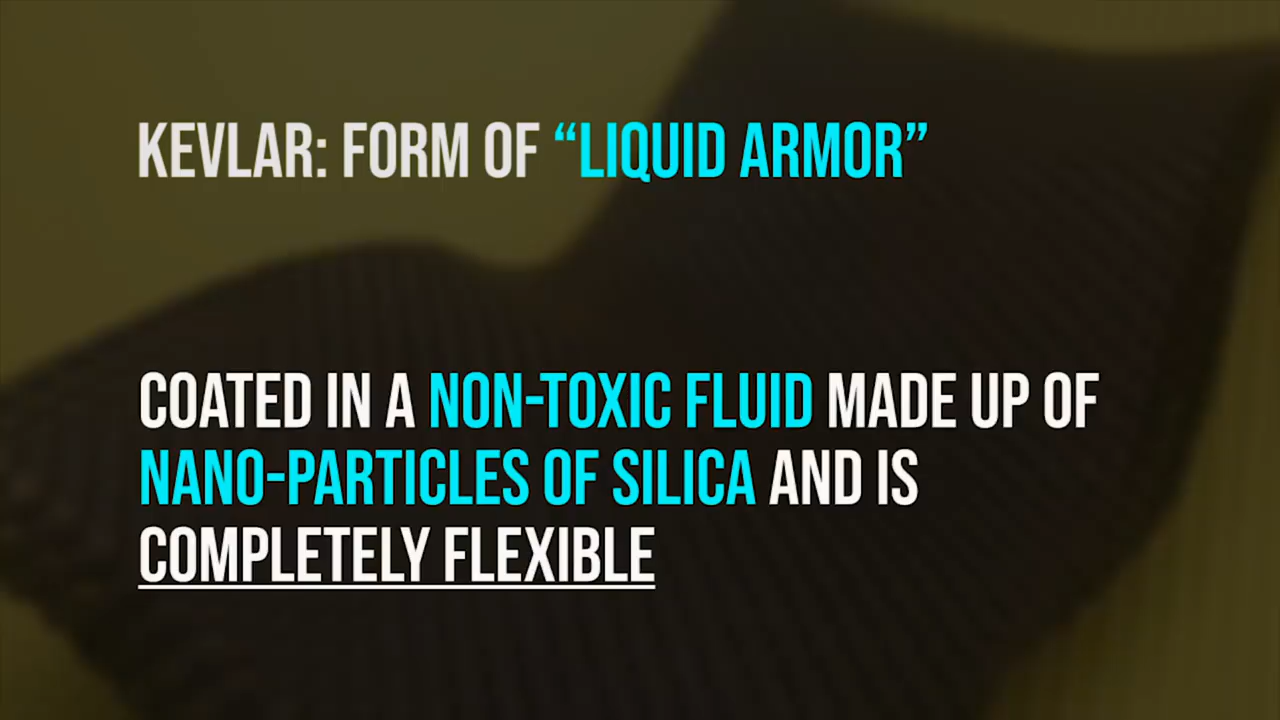 KEVLAR: FORM OF “LIQUID ARMOR”
COATED IN A NON-TOXIC FLUID MADE UP OF
NANO-PARTICLES OF SILICA AND IS
COMPLETELY FLEXIBLE